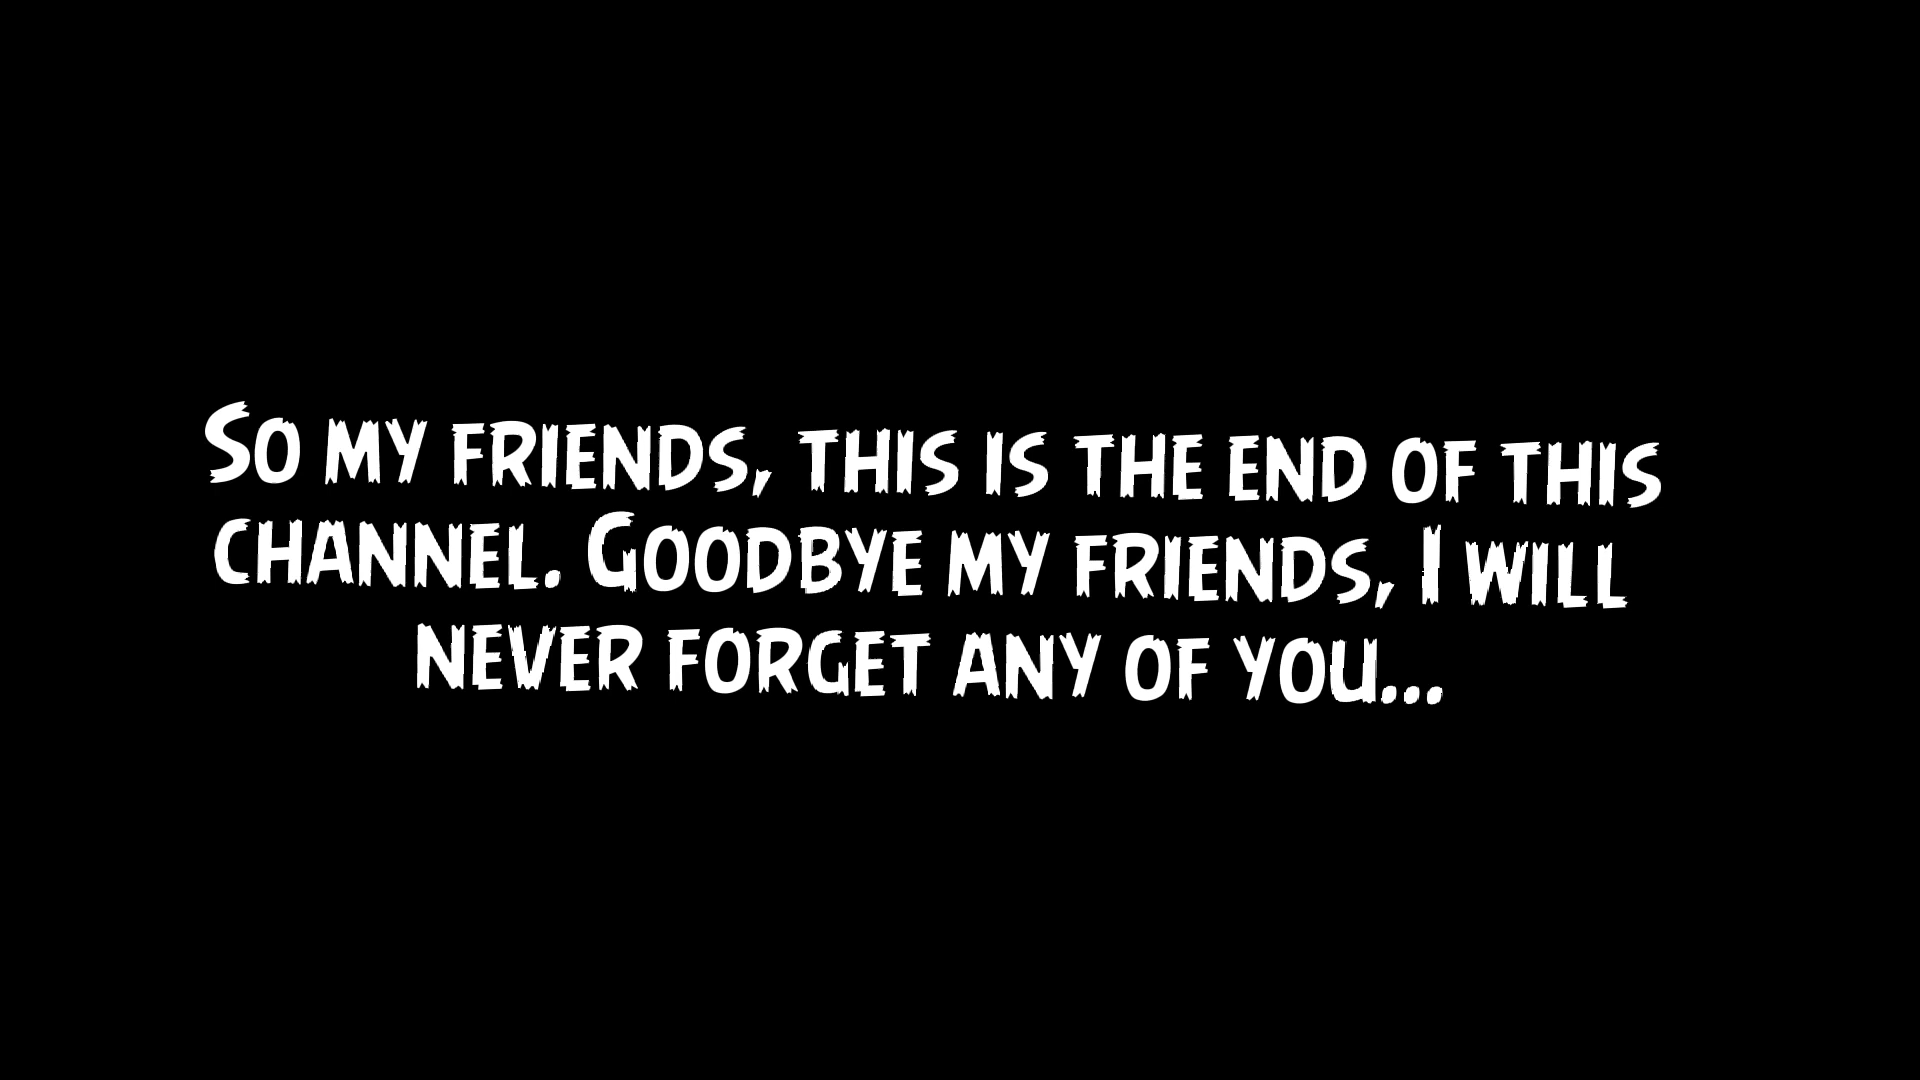 So my friends, this is the end of this
channel. Goodbye my friends, I will
never forget any of you...